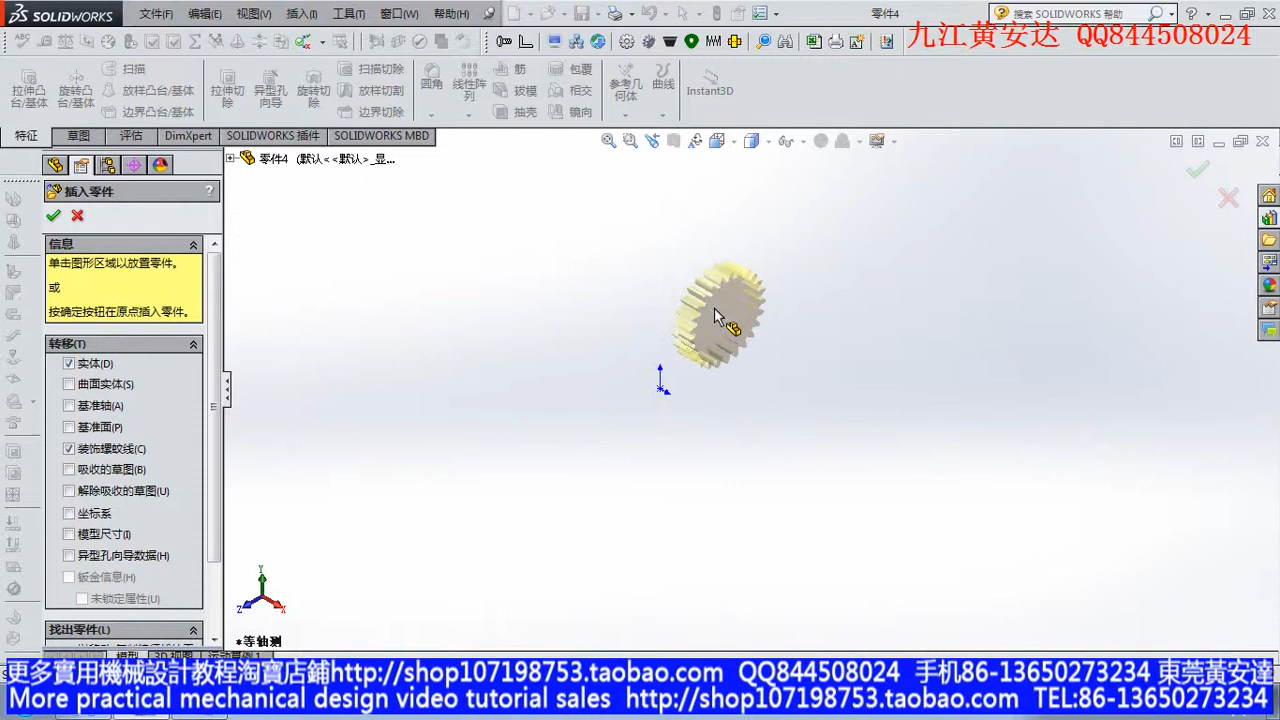 SOLIDWORKS 文件(F) 编辑(E) 视图(V) 插入(I) 工具(T) 窗口(W) 帮助(H) 零件4 搜索 SOLIDWORKS 帮助
九江黄安达 QQ844508024
拉伸凸台/基体 旋转凸台/基体 扫描 放样凸台/基体 边界凸台/基体 拉伸切除 异型孔向导 旋转切除 扫描切除 放样切割 边界切除 圆角 线性阵列 筋 拔模 抽壳 包覆 相交 镜向 参考几何体 曲线 Instant3D
特征 草图 评估 DimXpert SOLIDWORKS 插件 SOLIDWORKS MBD
零件4 (默认<<默认>_显...
插入零件 ?
信息
单击图形区域以放置零件。
或
按确定按钮在原点插入零件。
转移(T)
实体(D)
曲面实体(S)
基准轴(A)
基准面(P)
装饰螺纹线(C)
吸收的草图(B)
解除吸收的草图(U)
坐标系
模型尺寸(I)
异型孔向导数据(H)
钣金信息(H)
未锁定属性(U)
找出零件(L)
Y
Z X
*等轴测
模型 3D 视图 运动算例 1
更多實用機械設計教程淘寶店鋪http://shop107198753.taobao.com QQ844508024 手机86-13650273234 東莞黃安達
More practical mechanical design video tutorial sales http://shop107198753.taobao.com TEL:86-13650273234